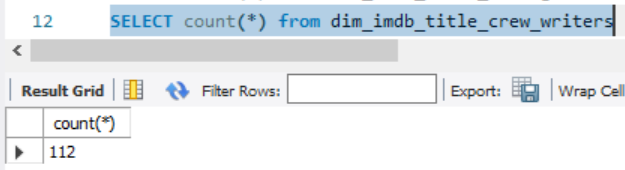 12 SELECT count(*) from dim_imdb_title_crew_writers
Result Grid Filter Rows: Export: Wrap Cell
count(*)
112